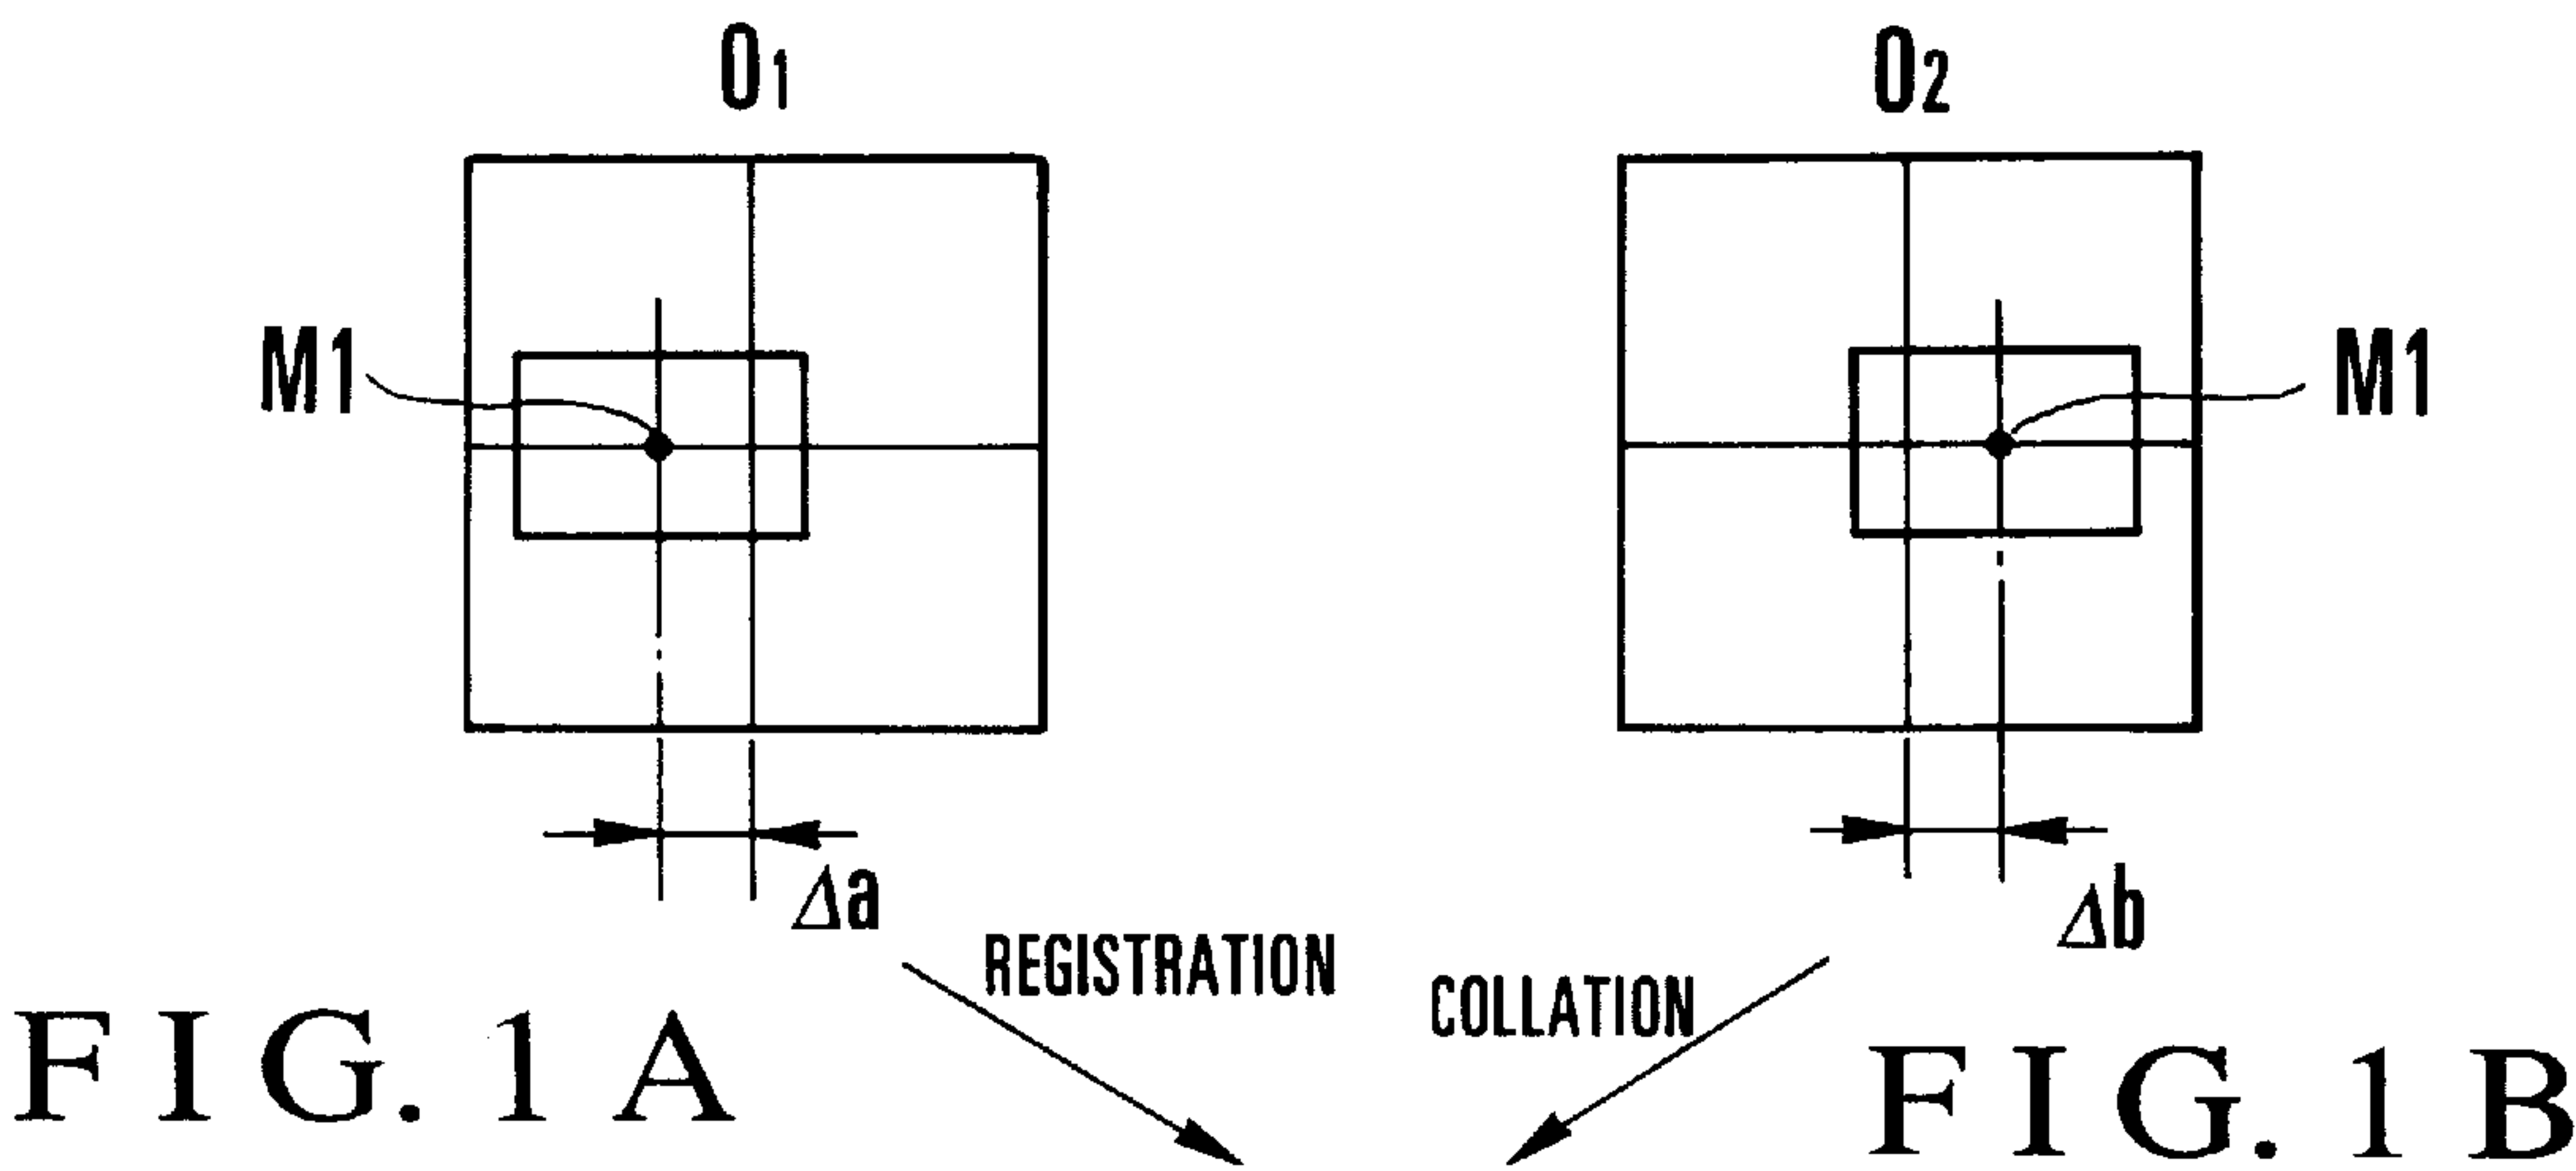 O1
O2
M1
M1
Δa
Δb
REGISTRATION
COLLATION
FIG. 1A
FIG. 1B